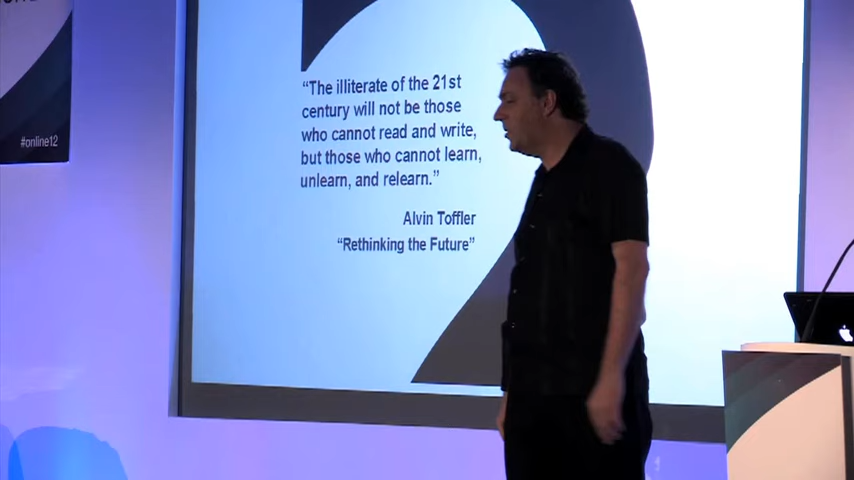 #online12
“The illiterate of the 21st
century will not be those
who cannot read and write,
but those who cannot learn,
unlearn, and relearn.”
Alvin Toffler
“Rethinking the Future”